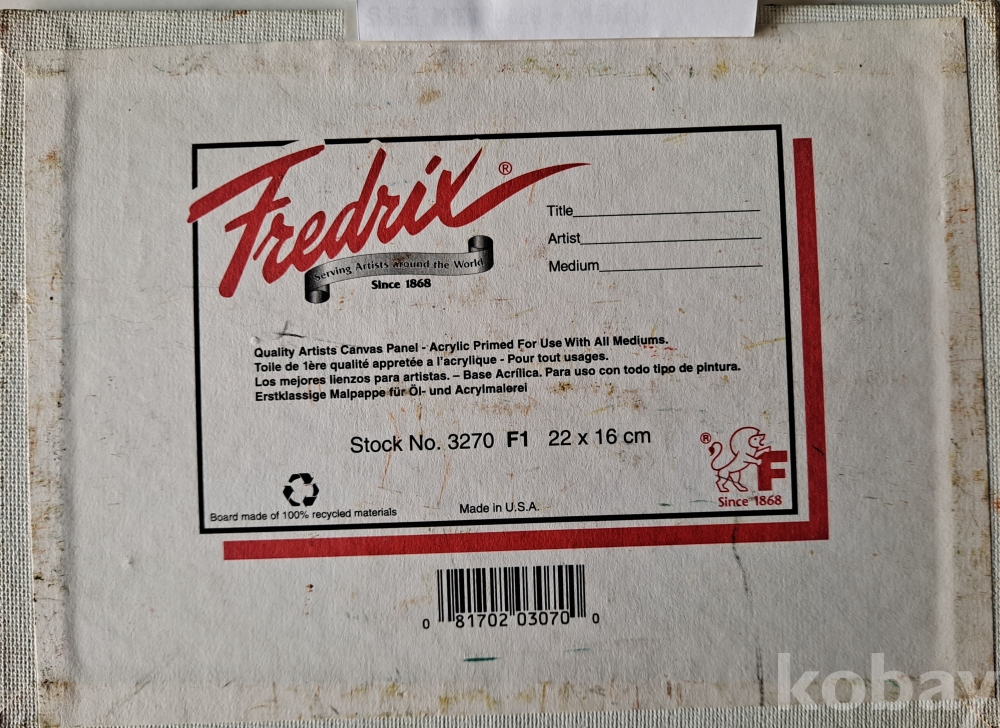 Fredrix ®
Serving Artists around the World
Since 1868
Title
Artist
Medium
Quality Artists Canvas Panel - Acrylic Primed For Use With All Mediums.
Toile de 1ère qualité appretée a l'acrylique - Pour tout usages.
Los mejores lienzos para artistas. – Base Acrílica. Para uso con todo tipo de pintura.
Erstklassige Malpappe für Öl- und Acrylmalerei
Stock No. 3270 F1 22 x 16 cm
® F
Since 1868
Board made of 100% recycled materials
Made in U.S.A.
0 81702 03070 0
kobay